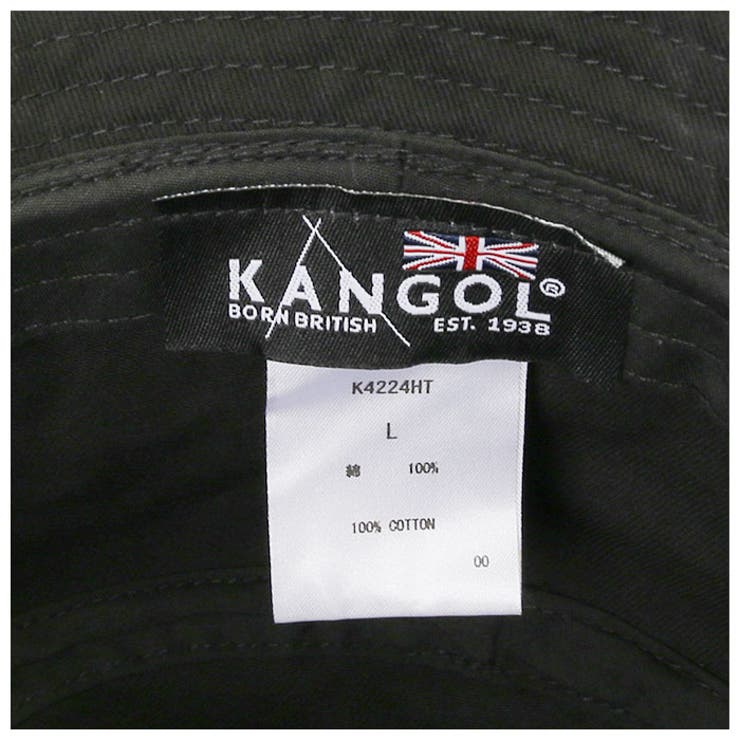 KANGOL®
BORN BRITISH EST. 1938
K4224HT
L
綿 100%
100% COTTON
00